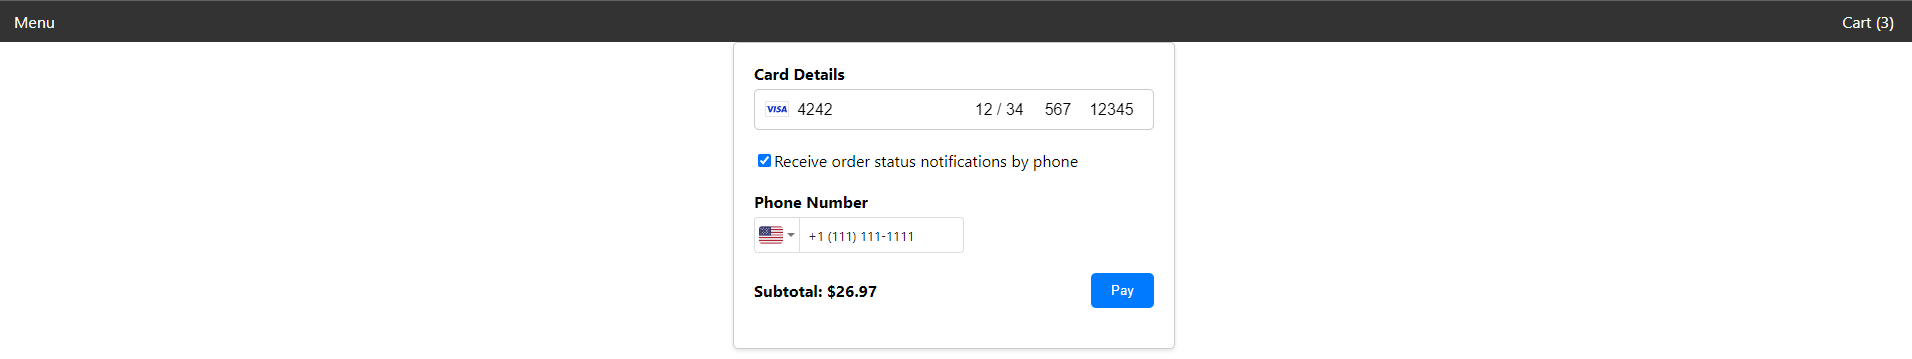 Menu Cart (3)
Card Details
VISA 4242 12 / 34 567 12345
Receive order status notifications by phone
Phone Number
+1 (111) 111-1111
Subtotal: $26.97 Pay